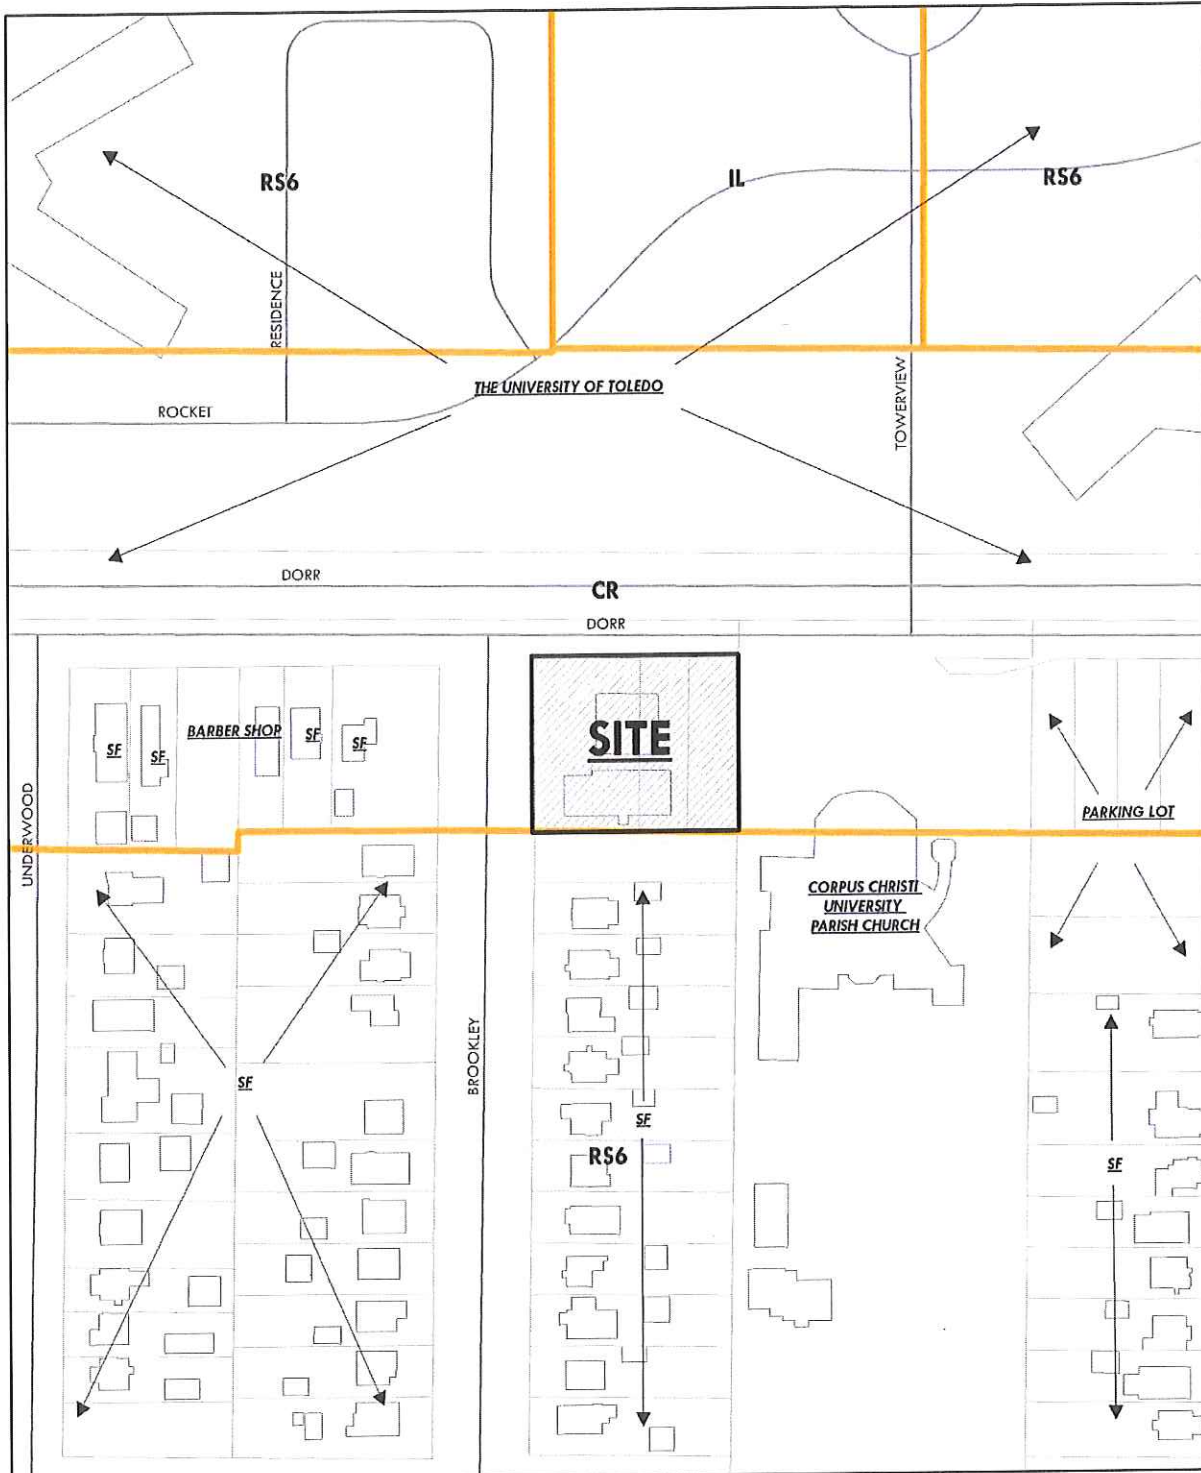 RS6
IL
RS6
RESIDENCE
THE UNIVERSITY OF TOLEDO
TOWERVIEW
ROCKET
DORR
CR
DORR
SITE
BARBER SHOP
SF
SF
SF
SF
UNDERWOOD
PARKING LOT
CORPUS CHRISTI
UNIVERSITY
PARISH CHURCH
BROOKLEY
SF
SF
RS6
SF